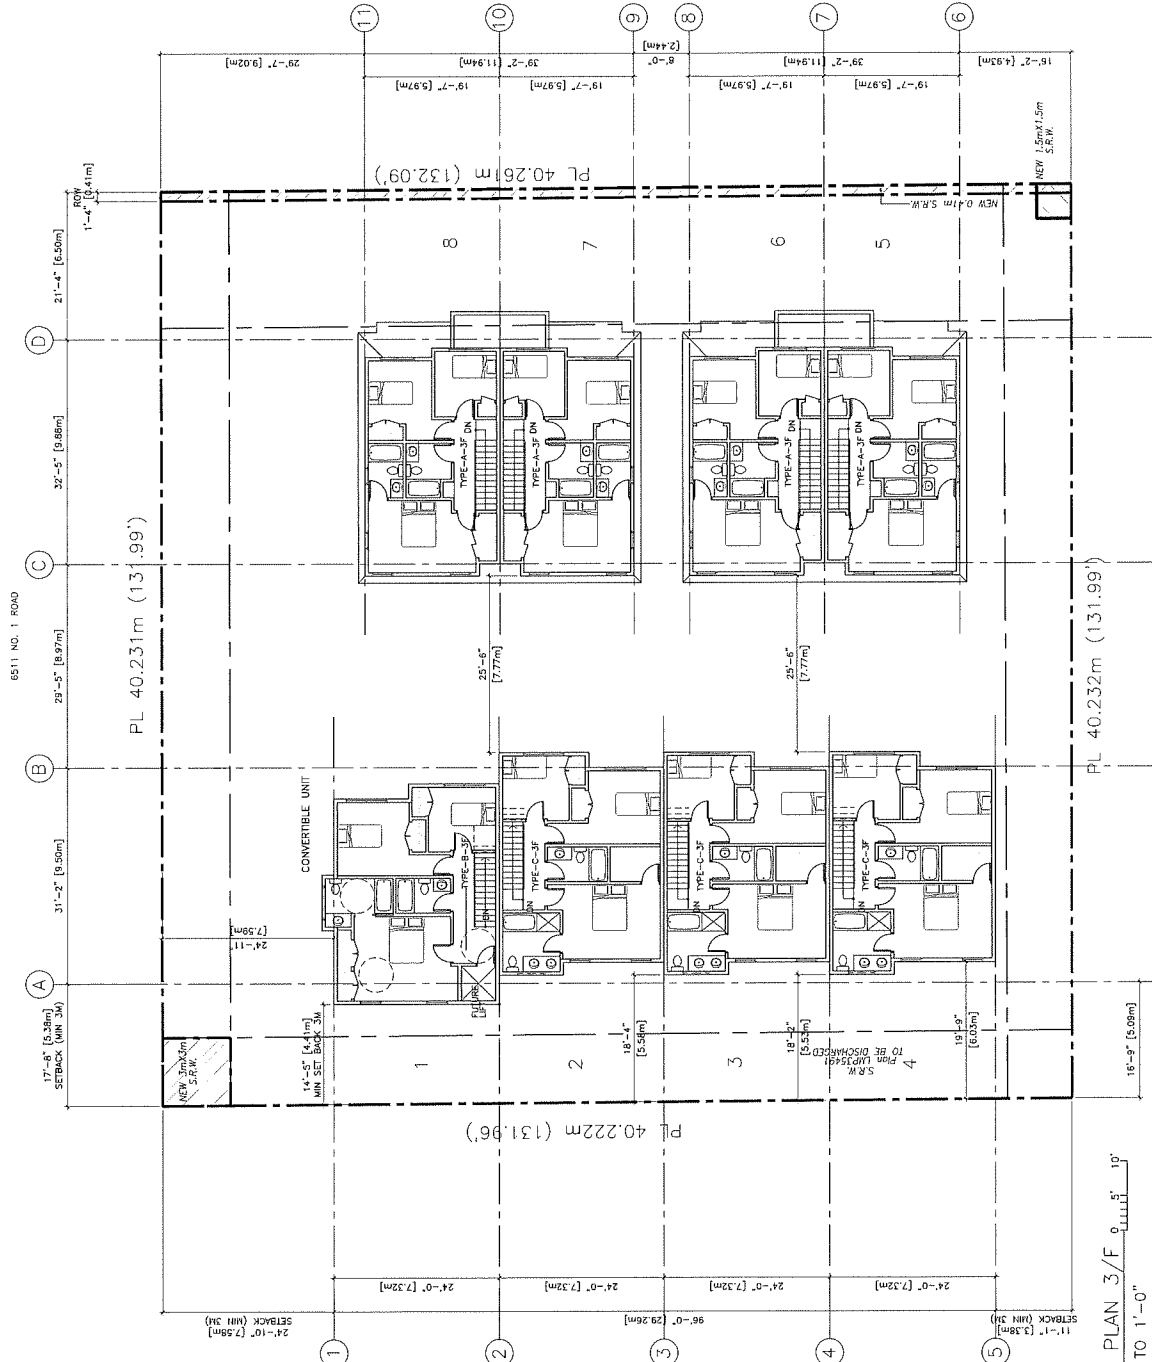 11
10
9
8
7
6
29'-7" [9.02m]
39'-2" [11.94m]
8'-0"
[2.44m]
39'-2" [11.94m]
16'-2" [4.93m]
19'-7" [5.97m]
19'-7" [5.97m]
19'-7" [5.97m]
19'-7" [5.97m]
ROW
1'-4" [0.41m]
PL 40.261m (132.09')
NEW 1.5mX1.5m
S.R.W.
NEW 0.41m S.R.W.
8
7
6
5
21'-4" [6.50m]
D
32'-5" [9.88m]
C
29'-5" [8.97m]
B
31'-2" [9.50m]
A
17'-8" [5.38m]
SETBACK (MIN 3M)
6511 NO. 1 ROAD
PL 40.231m (131.99')
TYPE-A-3F DN
TYPE-A-3F DN
TYPE-A-3F DN
TYPE-A-3F DN
25'-6"
[7.77m]
25'-6"
[7.77m]
PL 40.232m (131.99')
CONVERTIBLE UNIT
24'-11"
[7.59m]
TYPE-B-3F
DN
TYPE-C-3F
DN
TYPE-C-3F
DN
TYPE-C-3F
DN
FUTURE
LIFT
NEW 3mX3m
S.R.W.
14'-5" [4.41m]
MIN SET BACK 3M
18'-4"
[5.58m]
18'-2"
[5.53m]
19'-9"
[6.03m]
16'-9" [5.09m]
1
2
3
4
S.R.W.
Plan LMP35491
TO BE DISCHARGED
PL 40.222m (131.96')
24'-0" [7.32m]
24'-0" [7.32m]
24'-0" [7.32m]
24'-0" [7.32m]
24'-10" [7.58m]
SETBACK (MIN 3M)
96'-0" [29.26m]
11'-1" [3.38m]
SETBACK (MIN 3M)
1
2
3
4
5
PLAN 3/F
0 5' 10'
TO 1'-0"